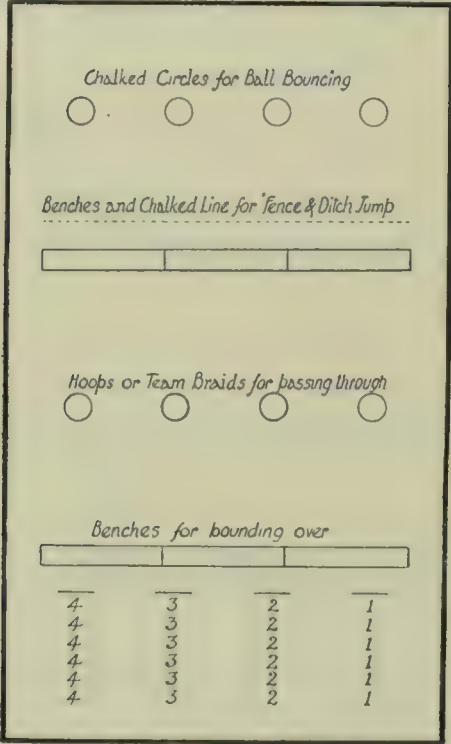 Chalked Circles for Ball Bouncing
Benches and Chalked Line for "Fence & Ditch Jump
Hoops or Team Braids for passing through
Benches for bounding over
4 3 2 1
4 3 2 1
4 3 2 1
4 3 2 1
4 3 2 1
4 3 2 1